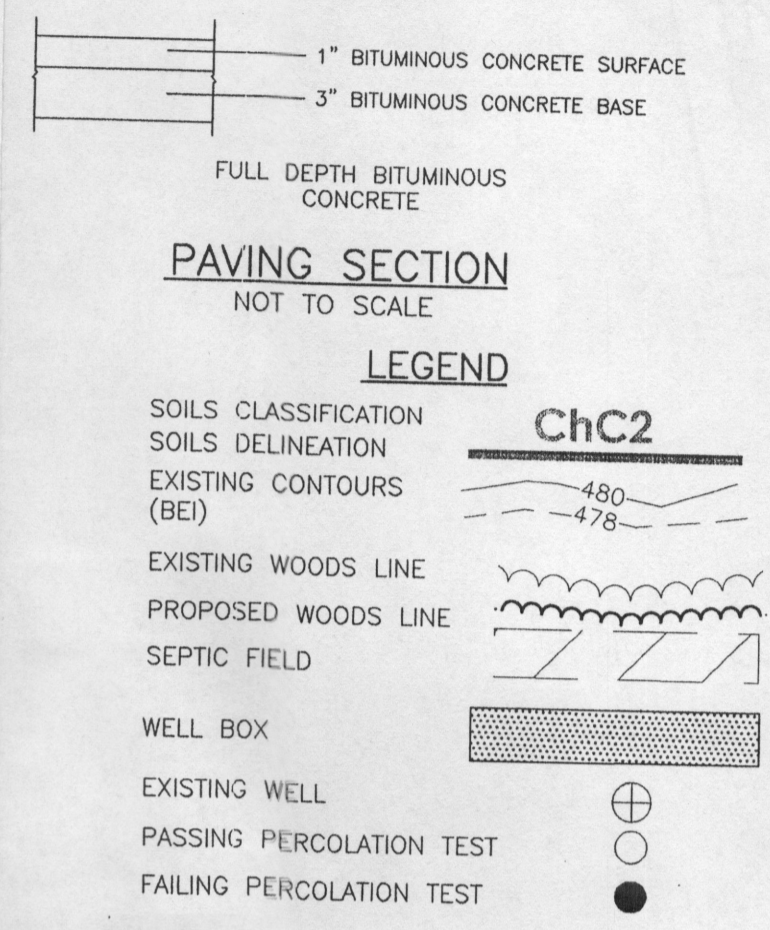 1" BITUMINOUS CONCRETE SURFACE
3" BITUMINOUS CONCRETE BASE
FULL DEPTH BITUMINOUS
CONCRETE
PAVING SECTION
NOT TO SCALE
LEGEND
SOILS CLASSIFICATION ChC2
SOILS DELINEATION
EXISTING CONTOURS 480
(BEI) 478
EXISTING WOODS LINE
PROPOSED WOODS LINE
SEPTIC FIELD
WELL BOX
EXISTING WELL
PASSING PERCOLATION TEST
FAILING PERCOLATION TEST